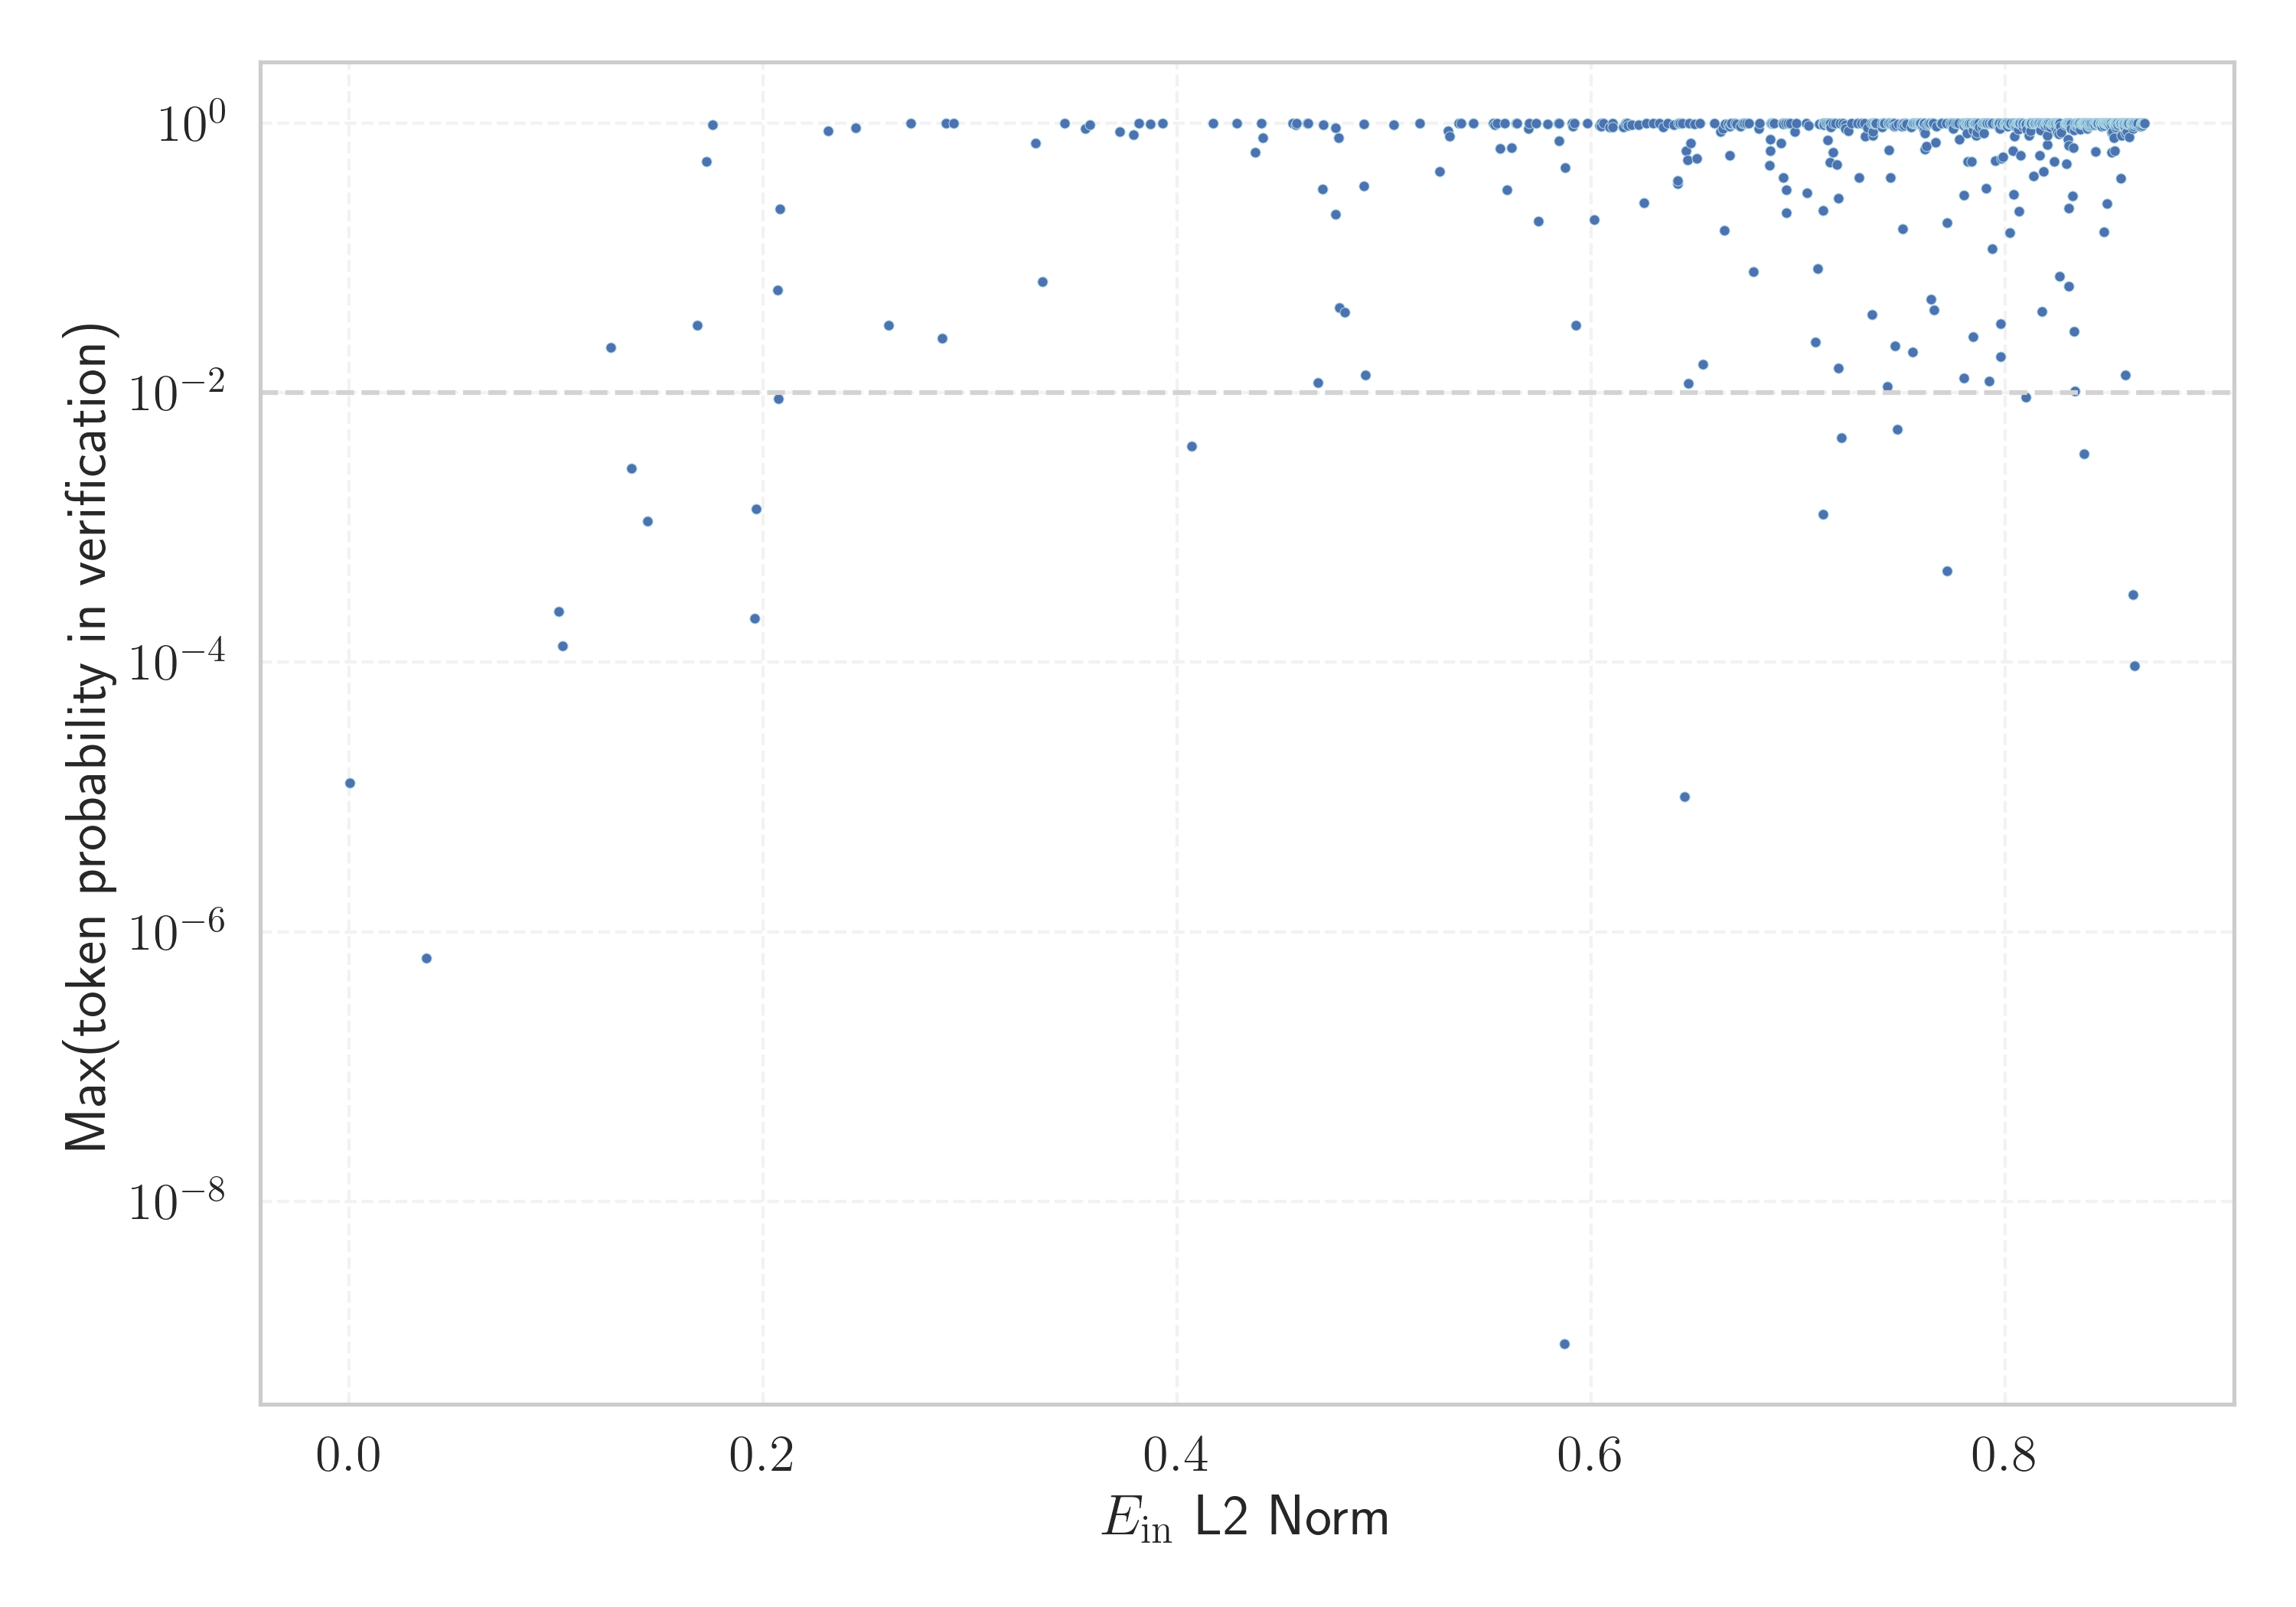 10^0
10^{-2}
10^{-4}
10^{-6}
10^{-8}
Max(token probability in verification)
0.0 0.2 0.4 0.6 0.8
E_in L2 Norm